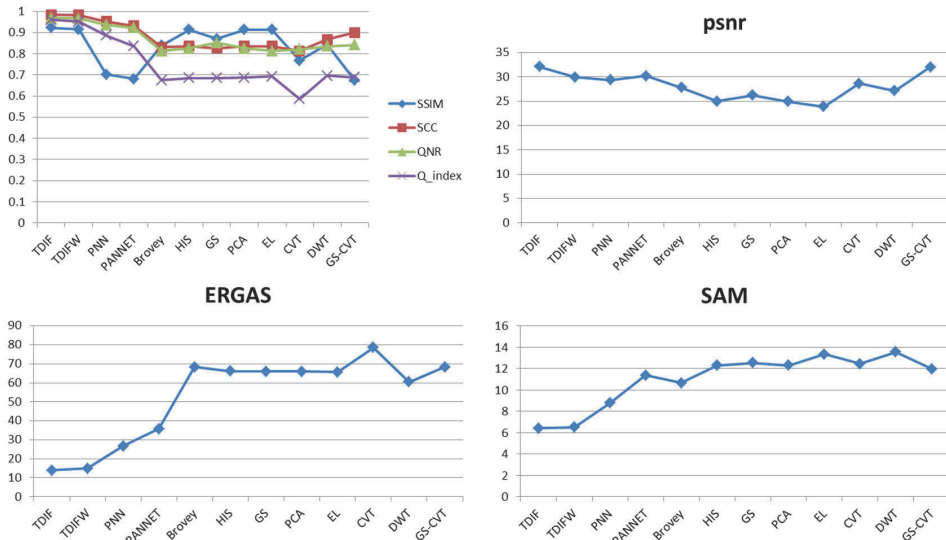 1
0.9
0.8
0.7
0.6
0.5
0.4
0.3
0.2
0.1
0
TDIF
TDIFW
PNN
PANNET
Brovey
HIS
GS
PCA
EL
CVT
DWT
GS-CVT
SSIM
SCC
QNR
Q_index
psnr
35
30
25
20
15
10
5
0
TDIF
TDIFW
PNN
PANNET
Brovey
HIS
GS
PCA
EL
CVT
DWT
GS-CVT
ERGAS
90
80
70
60
50
40
30
20
10
0
TDIF
TDIFW
PNN
PANNET
Brovey
HIS
GS
PCA
EL
CVT
DWT
GS-CVT
SAM
16
14
12
10
8
6
4
2
0
TDIF
TDIFW
PNN
PANNET
Brovey
HIS
GS
PCA
EL
CVT
DWT
GS-CVT